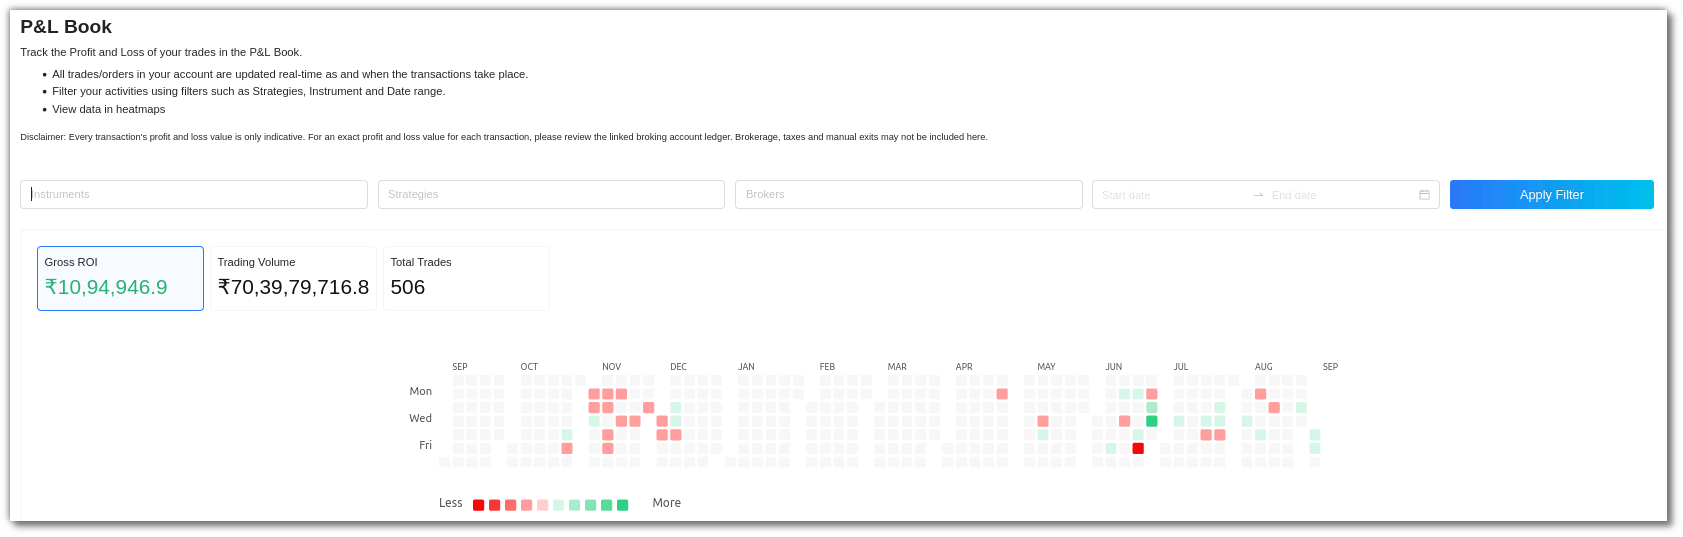 P&L Book
Track the Profit and Loss of your trades in the P&L Book.
• All trades/orders in your account are updated real-time as and when the transactions take place.
• Filter your activities using filters such as Strategies, Instrument and Date range.
• View data in heatmaps
Disclaimer: Every transaction's profit and loss value is only indicative. For an exact profit and loss value for each transaction, please review the linked broking account ledger. Brokerage, taxes and manual exits may not be included here.
Instruments Strategies Brokers Start date → End date Apply Filter
Gross ROI Trading Volume Total Trades
₹10,94,946.9 ₹70,39,79,716.8 506
SEP OCT NOV DEC JAN FEB MAR APR MAY JUN JUL AUG SEP
Mon
Wed
Fri
Less More